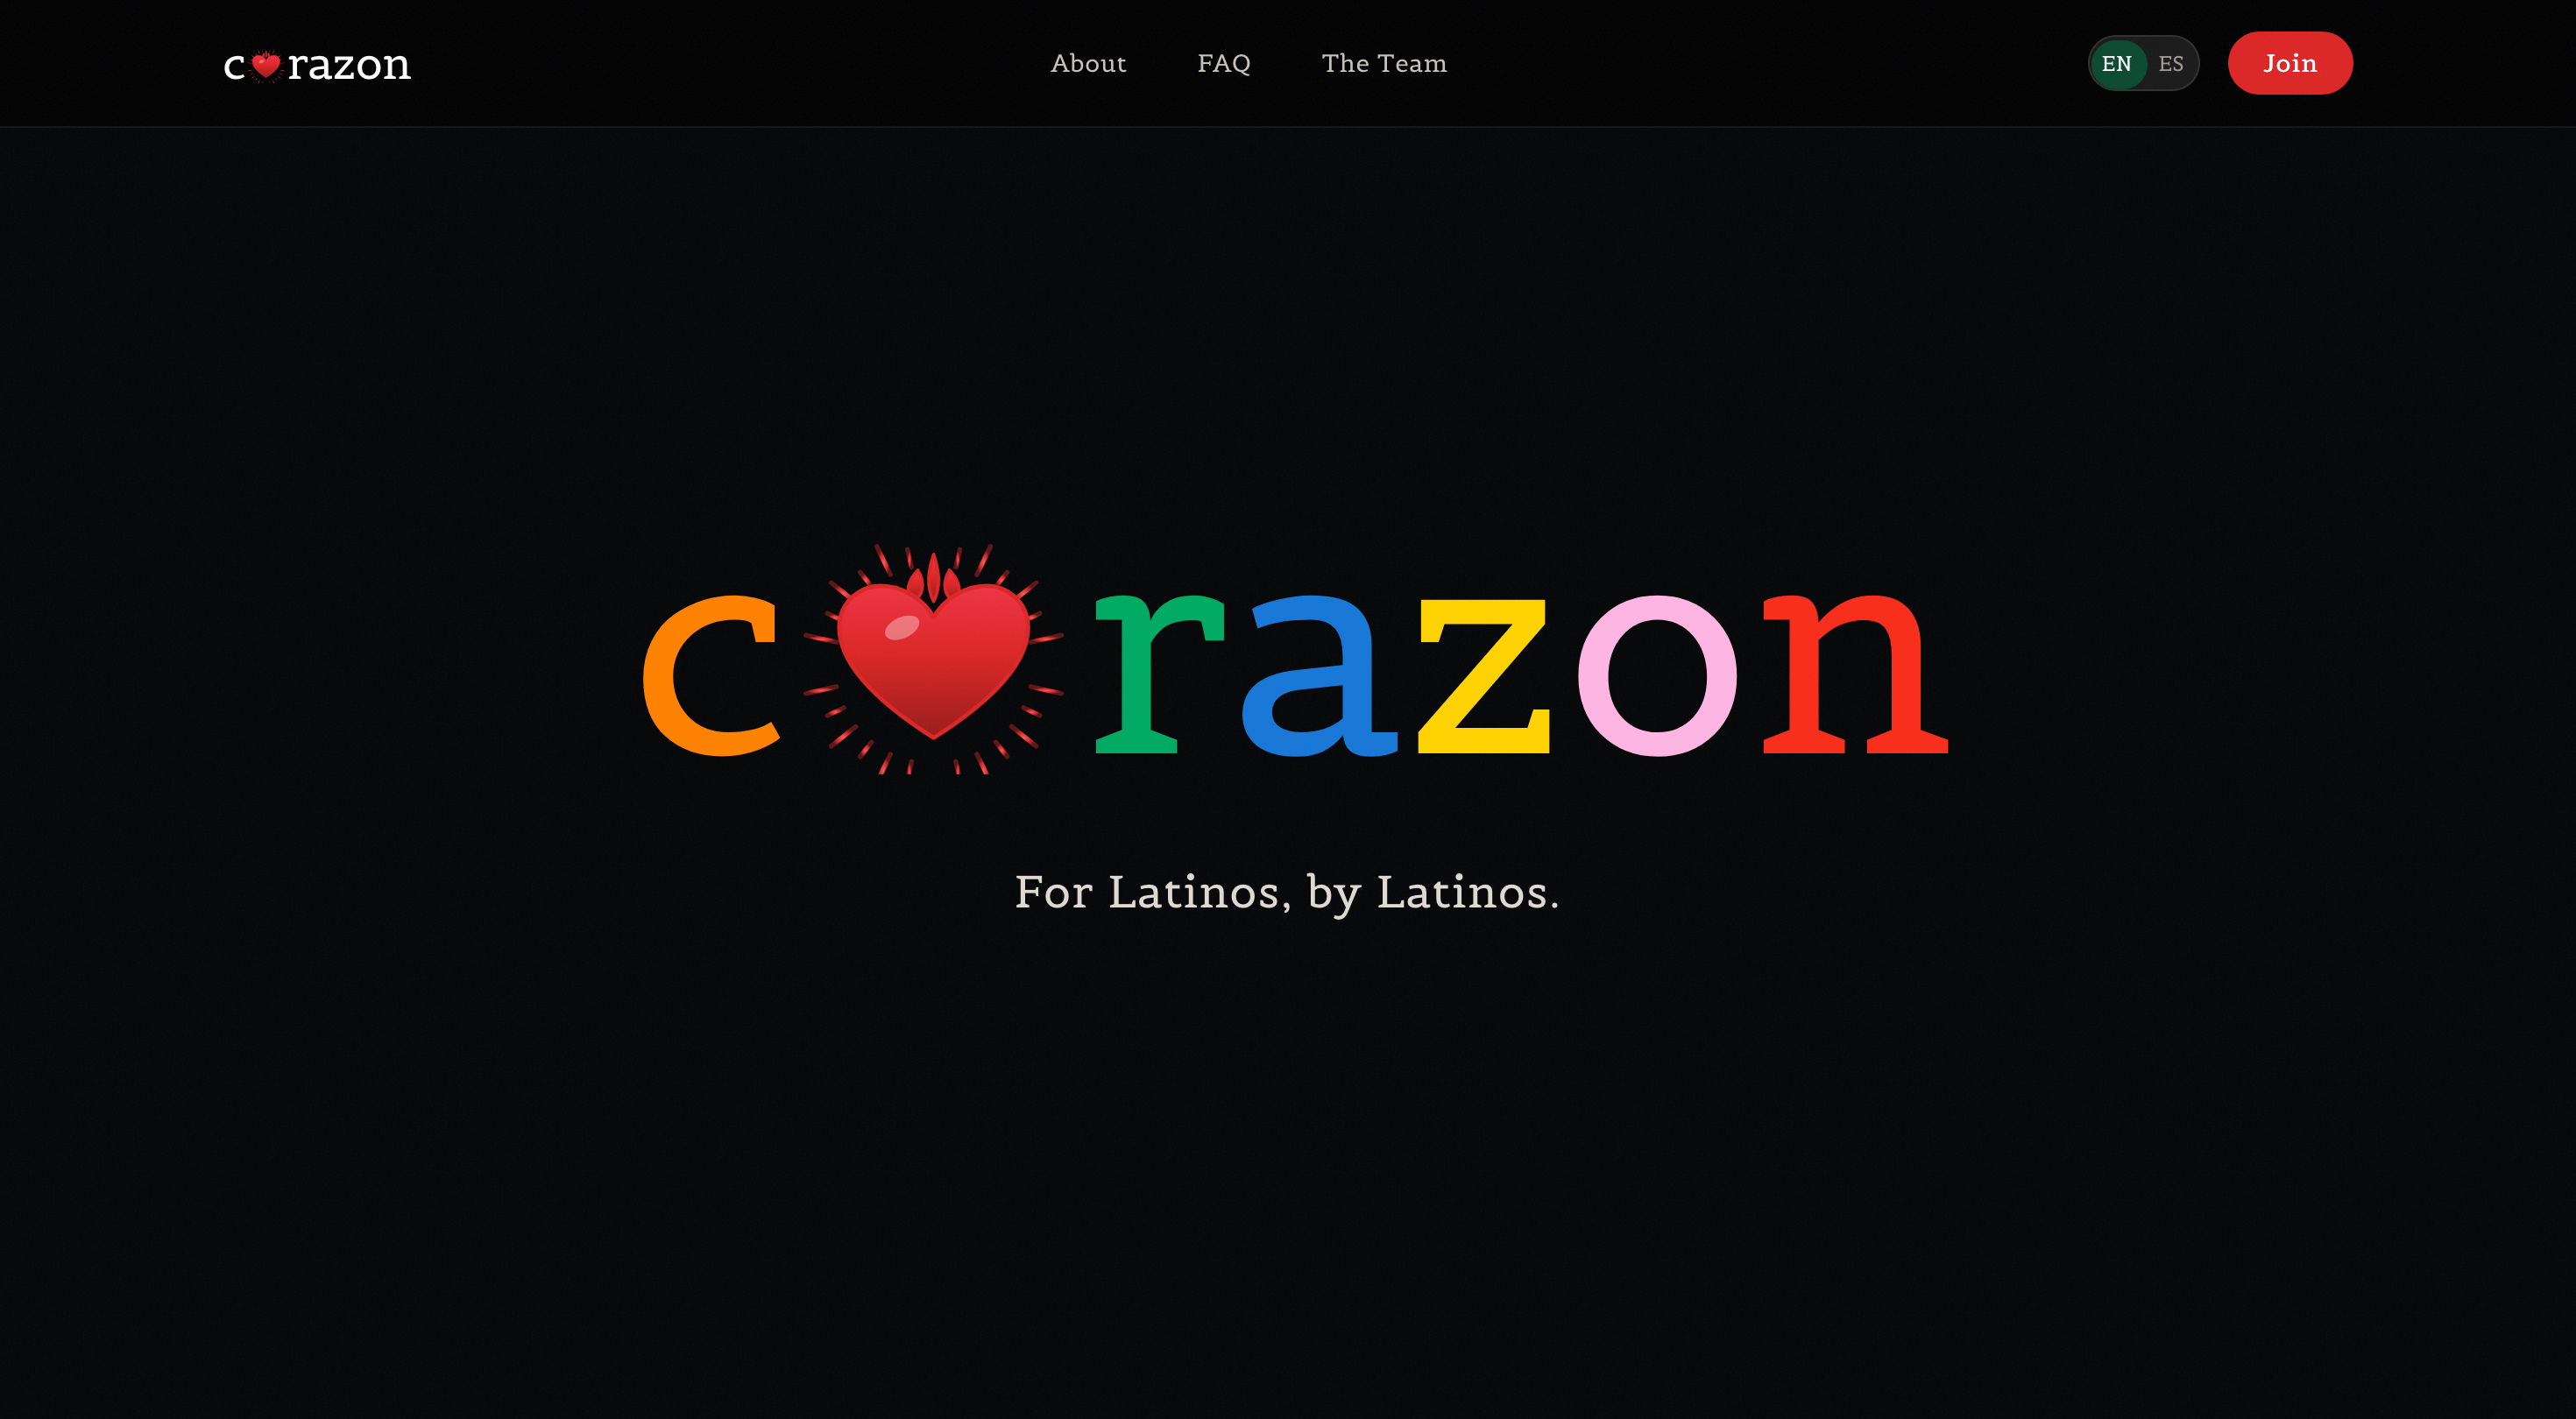 c❤razon
About FAQ The Team
EN ES Join
c❤razon
For Latinos, by Latinos.